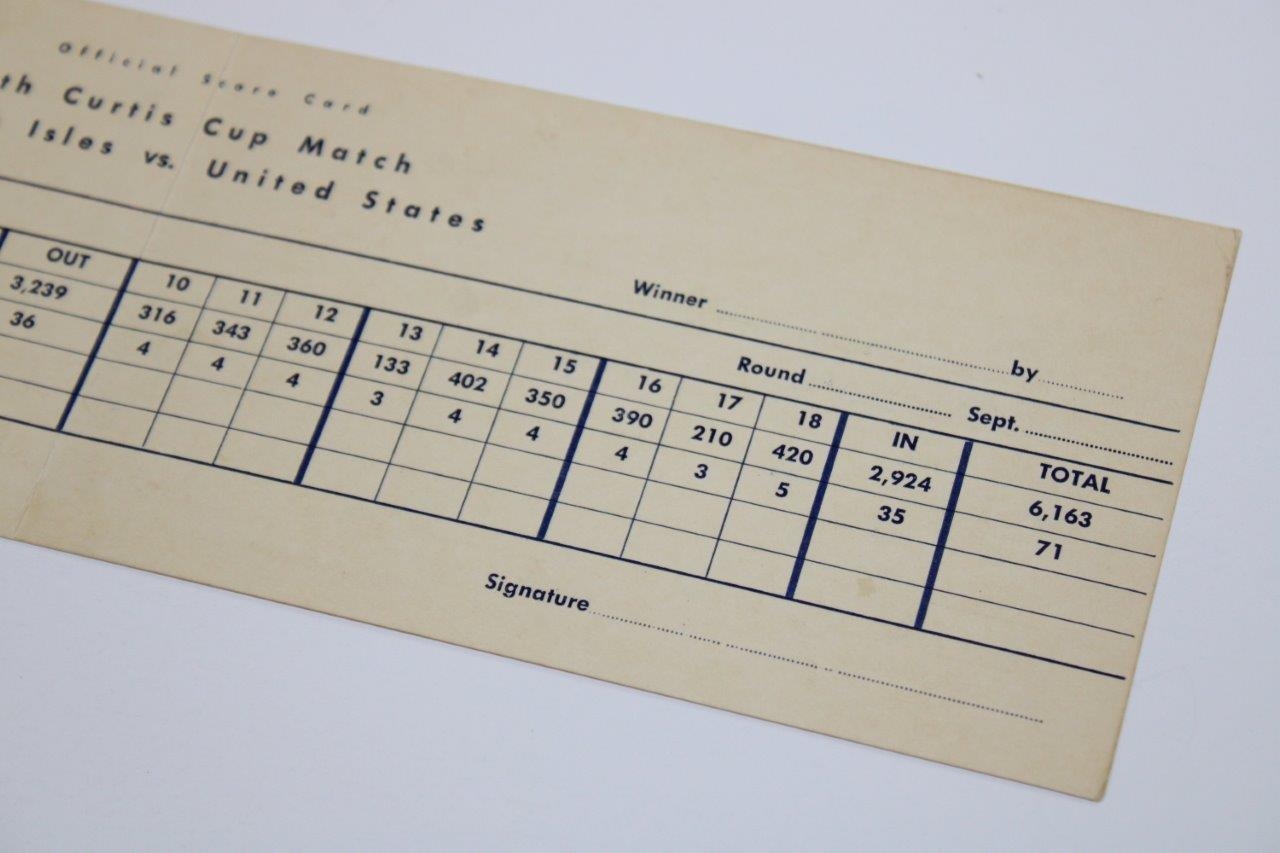 Official Score Card
th Curtis Cup Match
Isles vs. United States
Winner by
Round Sept.
OUT 10 11 12 13 14 15 16 17 18 IN TOTAL
3,239 316 343 360 133 402 350 390 210 420 2,924 6,163
36 4 4 4 3 4 4 4 3 5 35 71
Signature